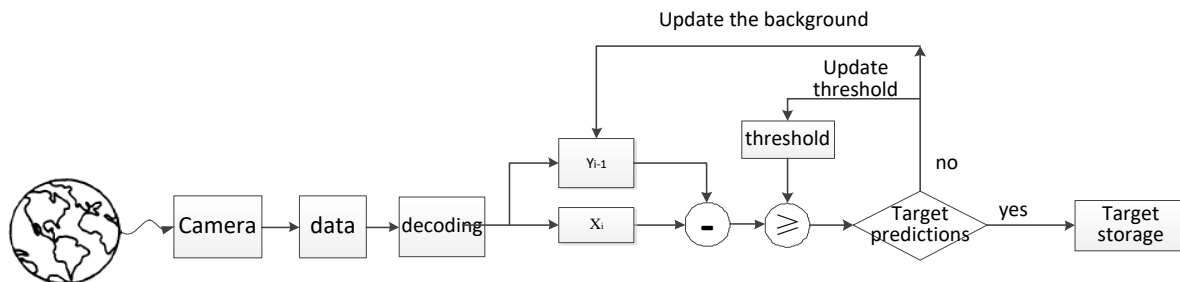 Update the background
Update
threshold
threshold
Yi-1
no
Camera
data
decoding
Xi
-
≥
Target
predictions
yes
Target
storage